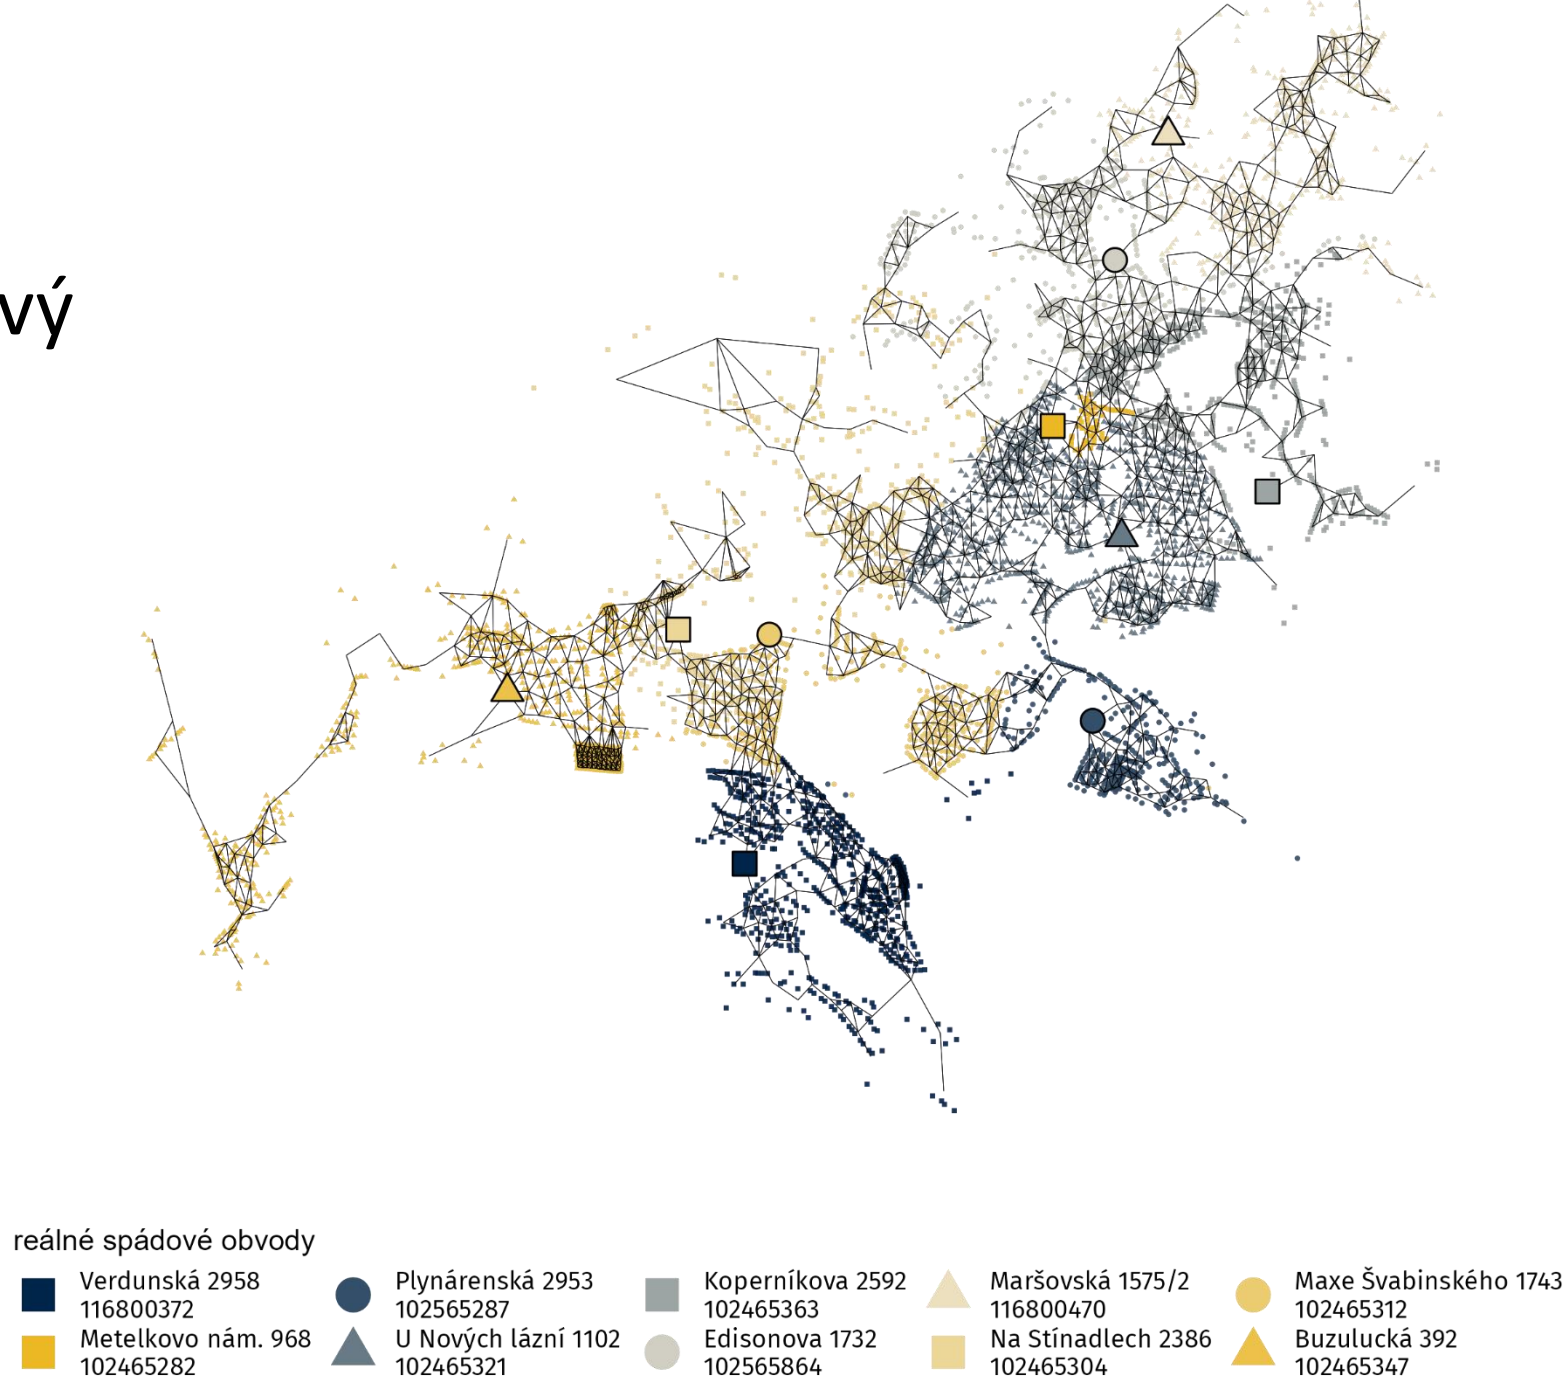 vý
reálné spádové obvody
Verdunská 2958
116800372
Metelkovo nám. 968
102465282
Plynárenská 2953
102565287
U Nových lázní 1102
102465321
Koperníkova 2592
102465363
Edisonova 1732
102565864
Maršovská 1575/2
116800470
Na Stínadlech 2386
102465304
Maxe Švabinského 1743
102465312
Buzulucká 392
102465347